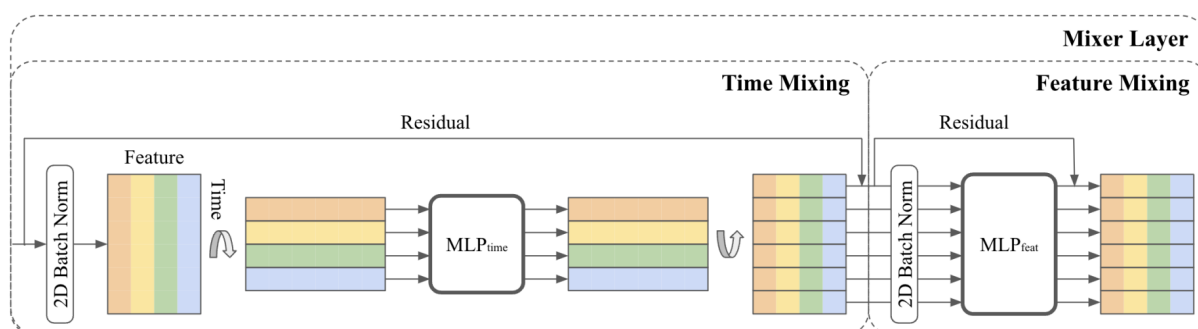 Mixer Layer
Time Mixing
Feature Mixing
Residual
Residual
Feature
Time
2D Batch Norm
MLPtime
2D Batch Norm
MLPfeat